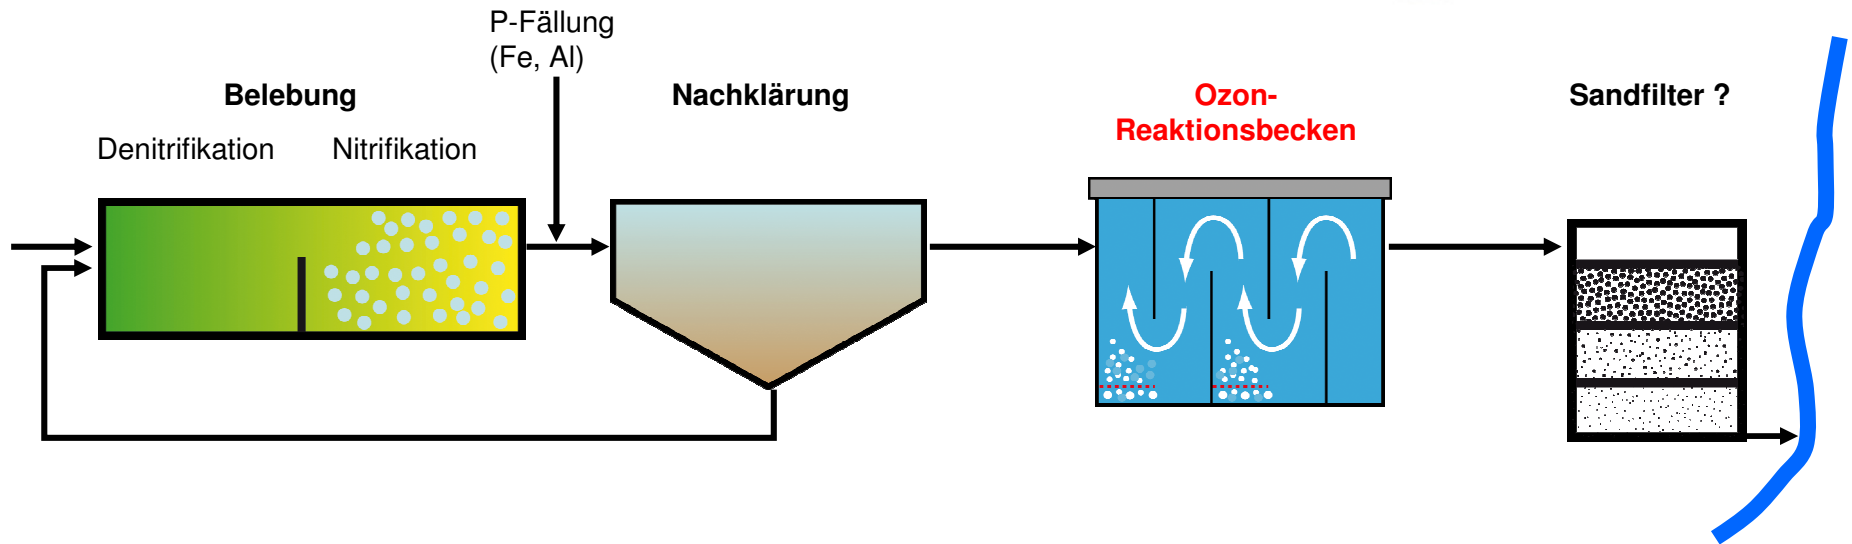 P-Fällung
(Fe, Al)
Belebung
Nachklärung
Ozon-
Reaktionsbecken
Sandfilter ?
Denitrifikation
Nitrifikation